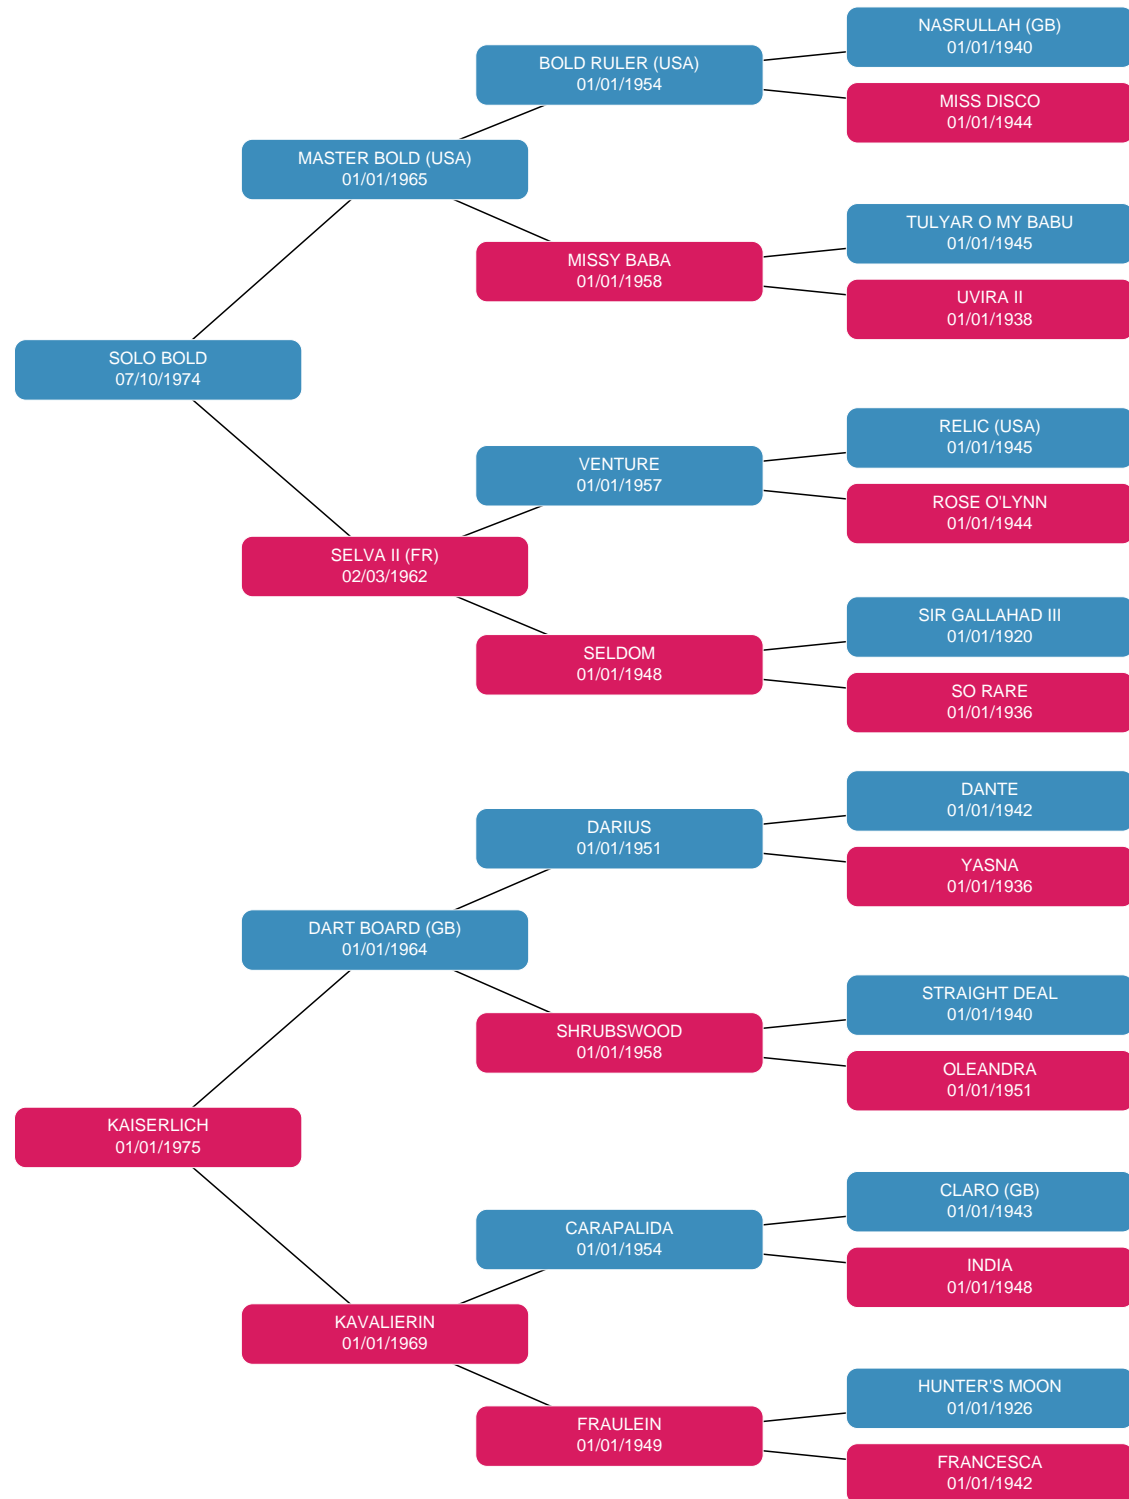 NASRULLAH (GB)
01/01/1940
BOLD RULER (USA)
01/01/1954
MISS DISCO
01/01/1944
MASTER BOLD (USA)
01/01/1965
TULYAR O MY BABU
01/01/1945
MISSY BABA
01/01/1958
UVIRA II
01/01/1938
SOLO BOLD
07/10/1974
RELIC (USA)
01/01/1945
VENTURE
01/01/1957
ROSE O'LYNN
01/01/1944
SELVA II (FR)
02/03/1962
SIR GALLAHAD III
01/01/1920
SELDOM
01/01/1948
SO RARE
01/01/1936
DANTE
01/01/1942
DARIUS
01/01/1951
YASNA
01/01/1936
DART BOARD (GB)
01/01/1964
STRAIGHT DEAL
01/01/1940
SHRUBSWOOD
01/01/1958
OLEANDRA
01/01/1951
KAISERLICH
01/01/1975
CLARO (GB)
01/01/1943
CARAPALIDA
01/01/1954
INDIA
01/01/1948
KAVALIERIN
01/01/1969
HUNTER'S MOON
01/01/1926
FRAULEIN
01/01/1949
FRANCESCA
01/01/1942